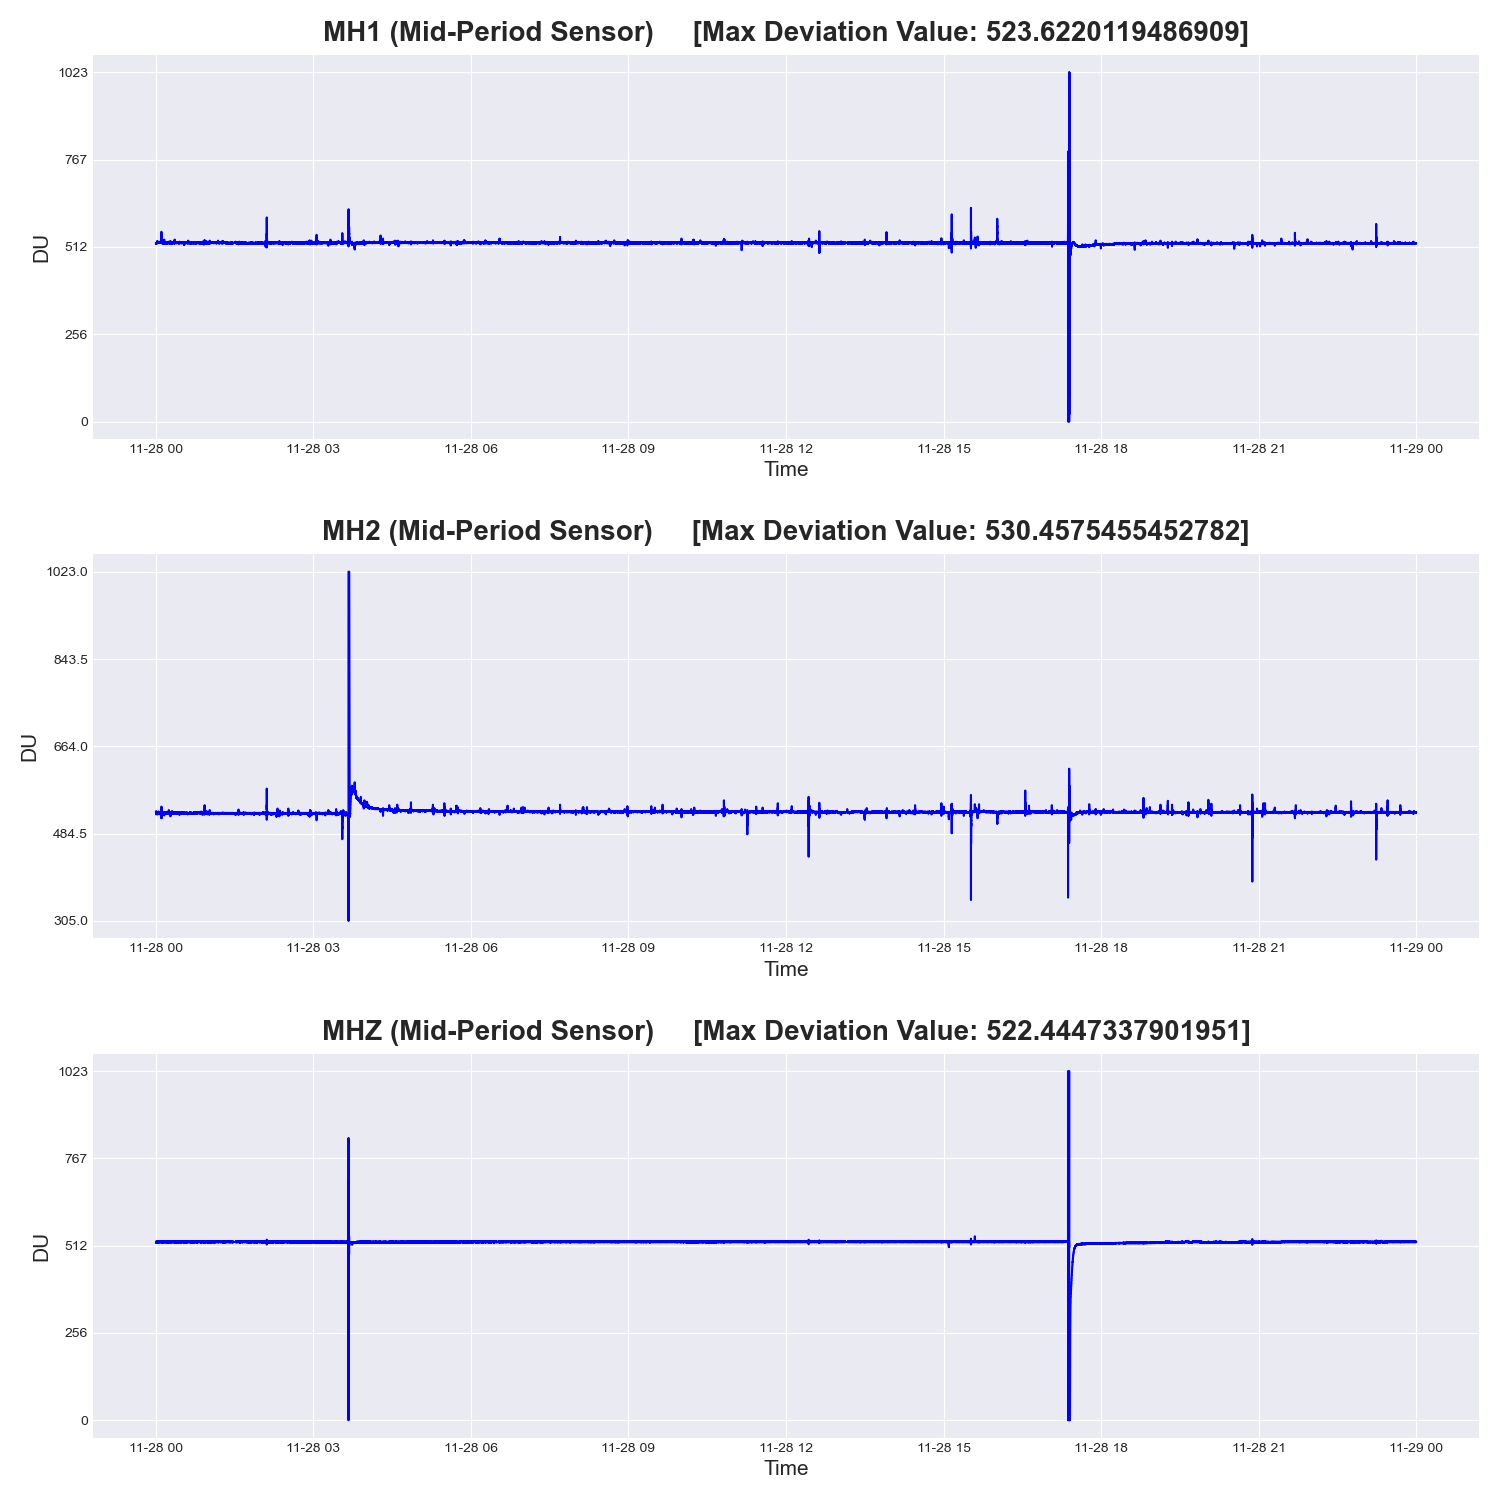 MH1 (Mid-Period Sensor) [Max Deviation Value: 523.6220119486909]
1023
767
512
256
0
DU
11-28 00 11-28 03 11-28 06 11-28 09 11-28 12 11-28 15 11-28 18 11-28 21 11-29 00
Time
MH2 (Mid-Period Sensor) [Max Deviation Value: 530.4575455452782]
1023.0
843.5
664.0
484.5
305.0
DU
11-28 00 11-28 03 11-28 06 11-28 09 11-28 12 11-28 15 11-28 18 11-28 21 11-29 00
Time
MHZ (Mid-Period Sensor) [Max Deviation Value: 522.4447337901951]
1023
767
512
256
0
DU
11-28 00 11-28 03 11-28 06 11-28 09 11-28 12 11-28 15 11-28 18 11-28 21 11-29 00
Time